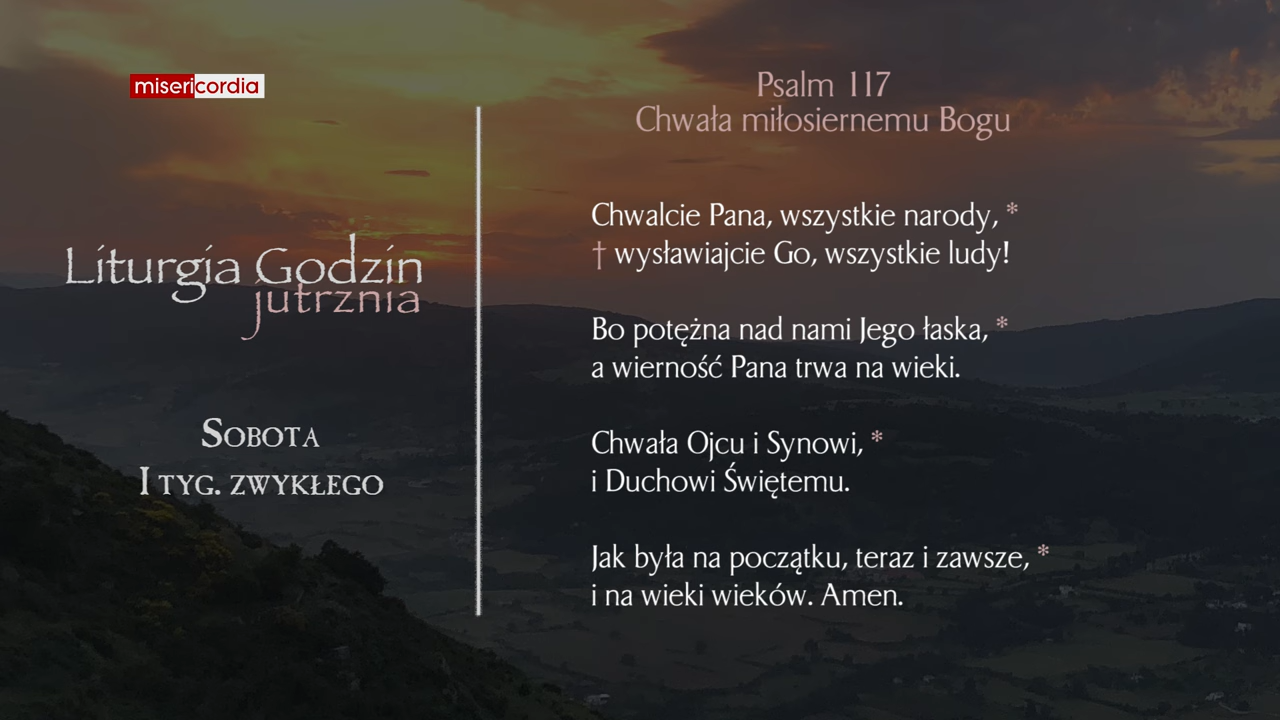 misericordia
Liturgia Godzin
jutrznia
Sobota
I tyg. zwykłego
Psalm 117
Chwała miłosiernemu Bogu
Chwalcie Pana, wszystkie narody, *
† wysławiajcie Go, wszystkie ludy!
Bo potężna nad nami Jego łaska, *
a wierność Pana trwa na wieki.
Chwała Ojcu i Synowi, *
i Duchowi Świętemu.
Jak była na początku, teraz i zawsze, *
i na wieki wieków. Amen.